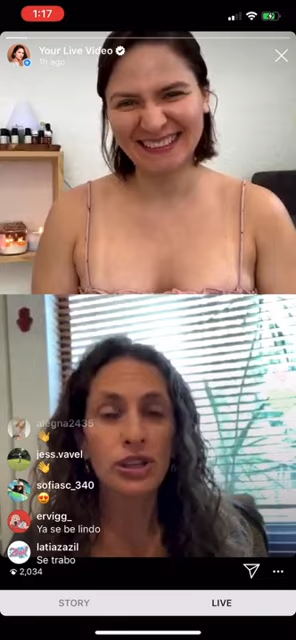 1:17
Your Live Video
1h ago
alegna2435
jess.vavel
sofiasc_340
ervigg_
Ya se be lindo
latiazazil
Se trabo
2,034
STORY
LIVE